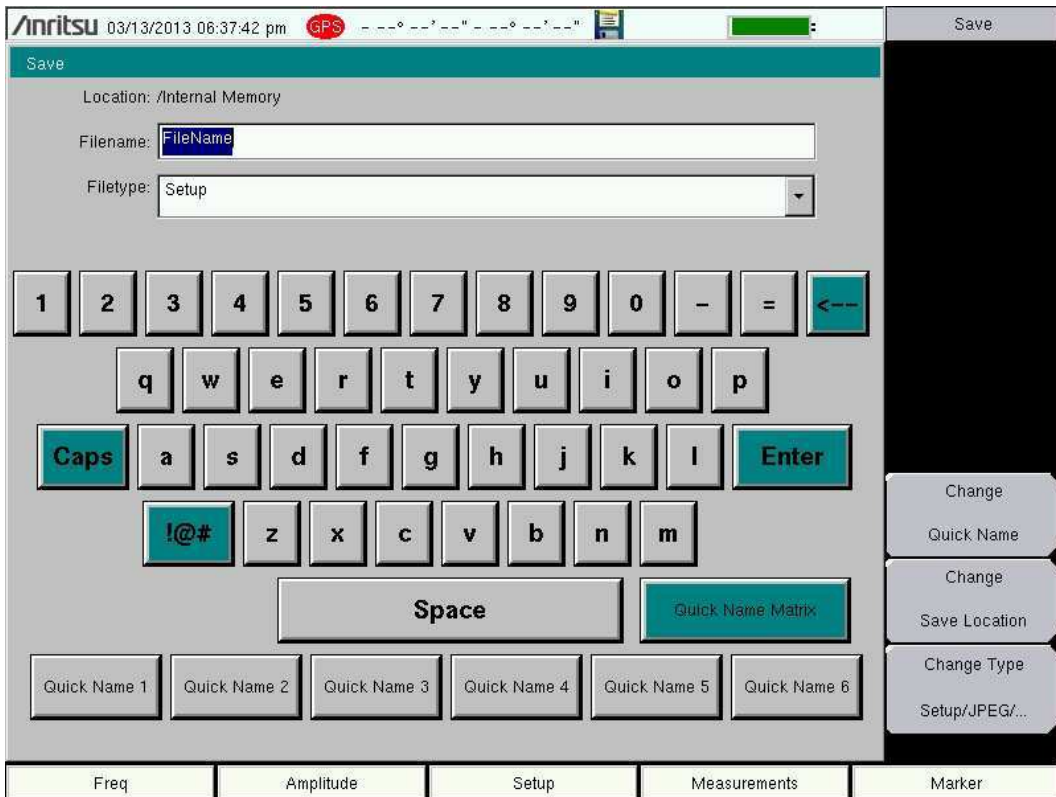 Anritsu 03/13/2013 06:37:42 pm GPS - --° --'--" - --° --'--"
Save
Save
Location: /Internal Memory
Filename: FileName
Filetype: Setup
1 2 3 4 5 6 7 8 9 0 - = <--
q w e r t y u i o p
Caps a s d f g h j k l Enter
!@# z x c v b n m
Space Quick Name Matrix
Quick Name 1 Quick Name 2 Quick Name 3 Quick Name 4 Quick Name 5 Quick Name 6
Change
Quick Name
Change
Save Location
Change Type
Setup/JPEG/...
Freq Amplitude Setup Measurements Marker